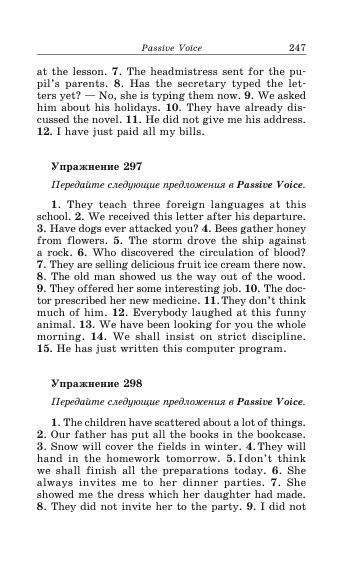 Passive Voice 247
at the lesson. 7. The headmistress sent for the pu-
pil's parents. 8. Has the secretary typed the let-
ters yet? — No, she is typing them now. 9. We asked
him about his holidays. 10. They have already dis-
cussed the novel. 11. He did not give me his address.
12. I have just paid all my bills.
Упражнение 297
Передайте следующие предложения в Passive Voice.
1. They teach three foreign languages at this
school. 2. We received this letter after his departure.
3. Have dogs ever attacked you? 4. Bees gather honey
from flowers. 5. The storm drove the ship against
a rock. 6. Who discovered the circulation of blood?
7. They are selling delicious fruit ice cream there now.
8. The old man showed us the way out of the wood.
9. They offered her some interesting job. 10. The doc-
tor prescribed her new medicine. 11. They don't think
much of him. 12. Everybody laughed at this funny
animal. 13. We have been looking for you the whole
morning. 14. We shall insist on strict discipline.
15. He has just written this computer program.
Упражнение 298
Передайте следующие предложения в Passive Voice.
1. The children have scattered about a lot of things.
2. Our father has put all the books in the bookcase.
3. Snow will cover the fields in winter. 4. They will
hand in the homework tomorrow. 5. I don't think
we shall finish all the preparations today. 6. She
always invites me to her dinner parties. 7. She
showed me the dress which her daughter had made.
8. They did not invite her to the party. 9. I did not